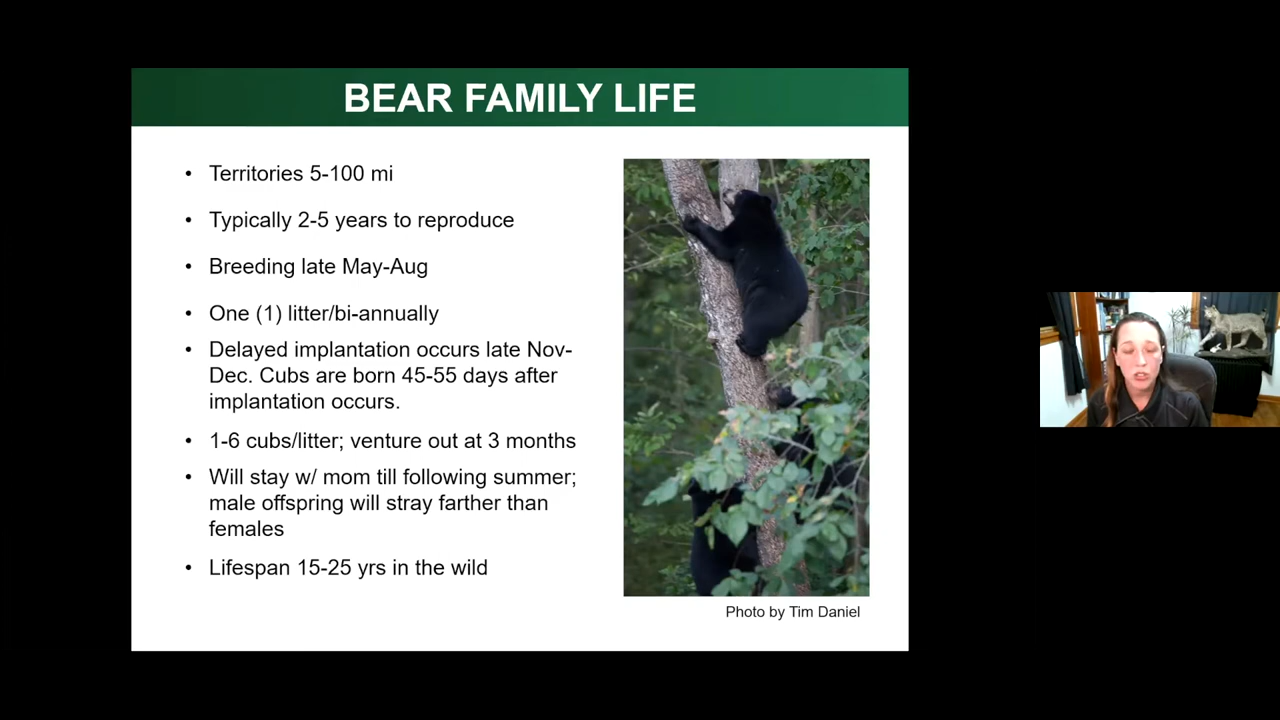 BEAR FAMILY LIFE
• Territories 5-100 mi
• Typically 2-5 years to reproduce
• Breeding late May-Aug
• One (1) litter/bi-annually
• Delayed implantation occurs late Nov-
Dec. Cubs are born 45-55 days after
implantation occurs.
• 1-6 cubs/litter; venture out at 3 months
• Will stay w/ mom till following summer;
male offspring will stray farther than
females
• Lifespan 15-25 yrs in the wild
Photo by Tim Daniel